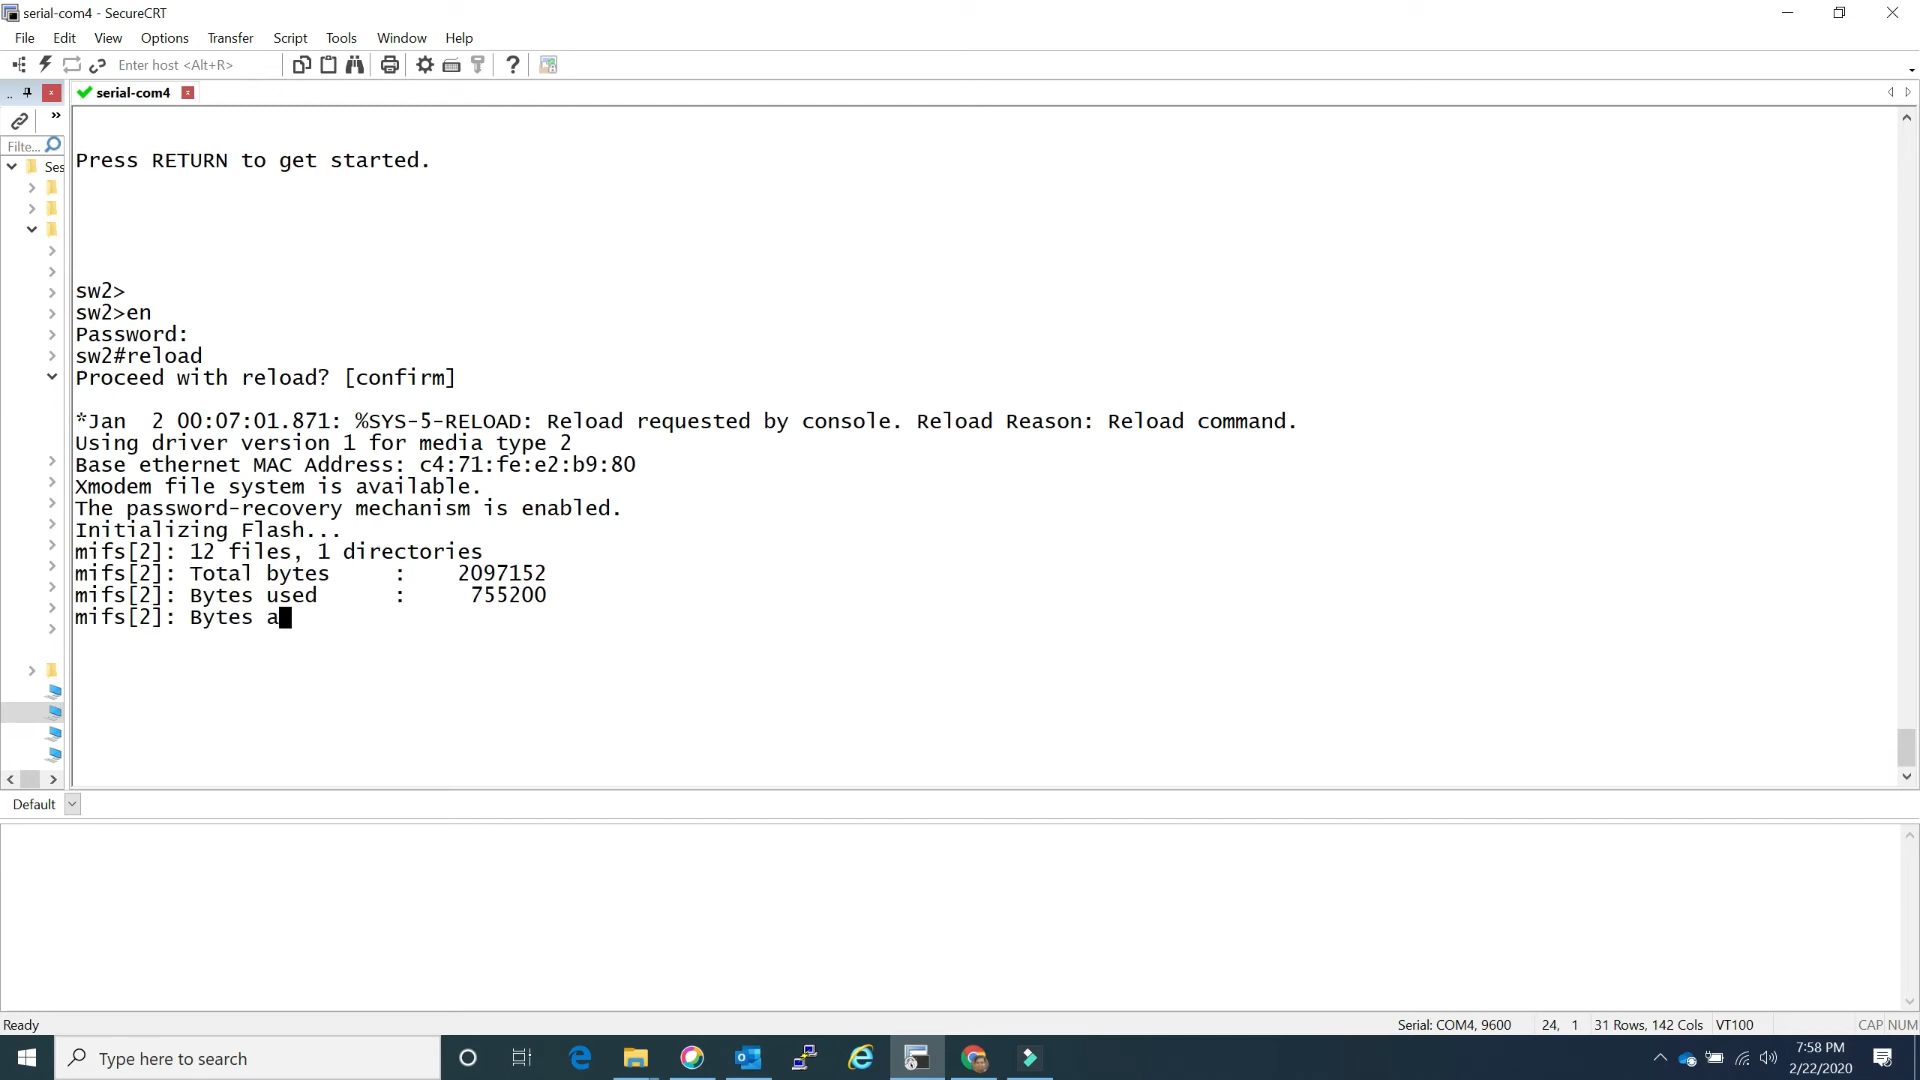 serial-com4 - SecureCRT
File Edit View Options Transfer Script Tools Window Help
Enter host <Alt+R>
serial-com4
Filte...
Ses
Press RETURN to get started.
sw2>
sw2>en
Password:
sw2#reload
Proceed with reload? [confirm]
*Jan  2 00:07:01.871: %SYS-5-RELOAD: Reload requested by console. Reload Reason: Reload command.
Using driver version 1 for media type 2
Base ethernet MAC Address: c4:71:fe:e2:b9:80
Xmodem file system is available.
The password-recovery mechanism is enabled.
Initializing Flash...
mifs[2]: 12 files, 1 directories
mifs[2]: Total bytes     :    2097152
mifs[2]: Bytes used      :     755200
mifs[2]: Bytes a
Default
Ready
Serial: COM4, 9600 24, 1 31 Rows, 142 Cols VT100 CAP NUM
Type here to search
7:58 PM
2/22/2020